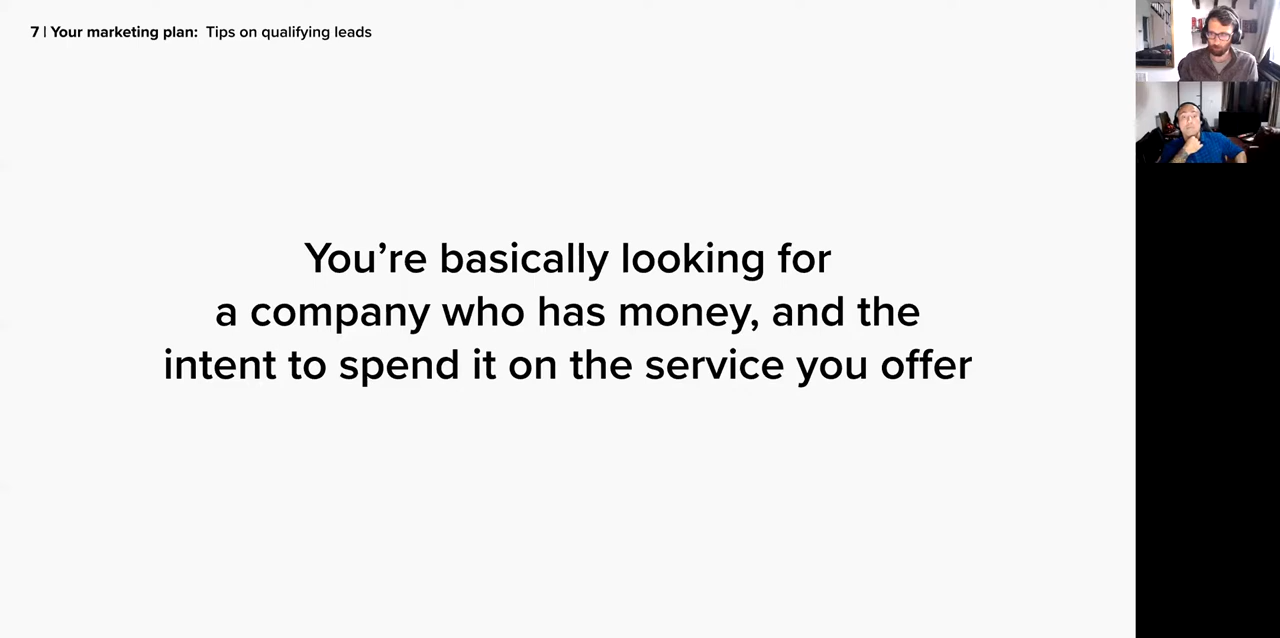 7 | Your marketing plan: Tips on qualifying leads
You’re basically looking for
a company who has money, and the
intent to spend it on the service you offer